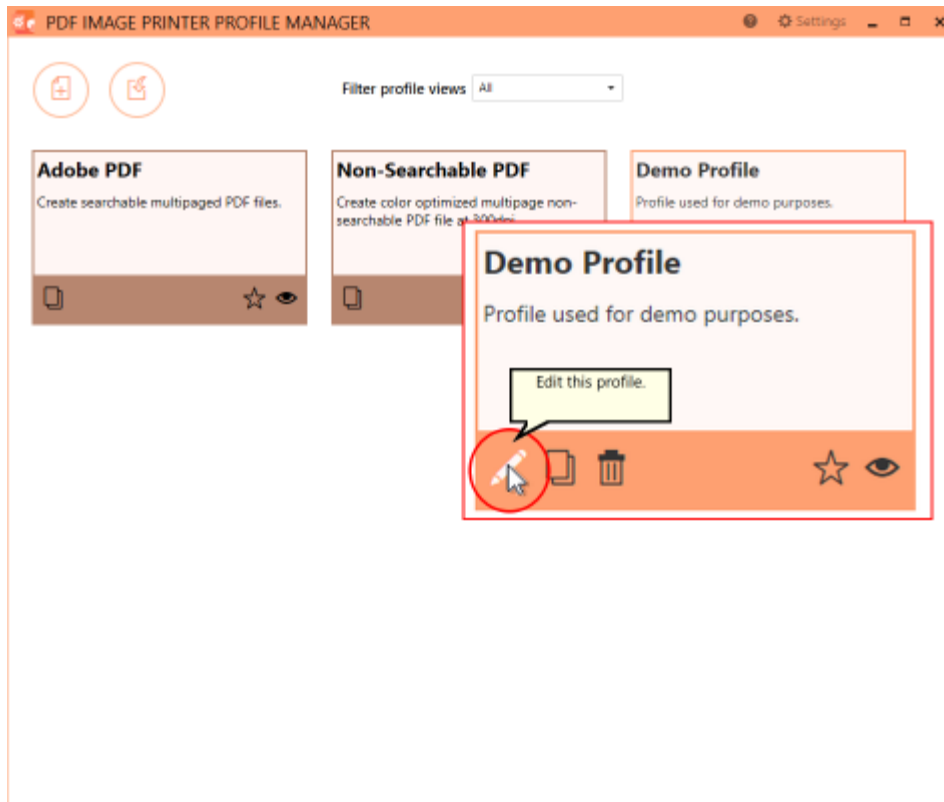 PDF IMAGE PRINTER PROFILE MANAGER
Settings
Filter profile views All
Adobe PDF
Create searchable multipaged PDF files.
Non-Searchable PDF
Create color optimized multipage non-
searchable PDF file at 300dpi
Demo Profile
Profile used for demo purposes.
Demo Profile
Profile used for demo purposes.
Edit this profile.